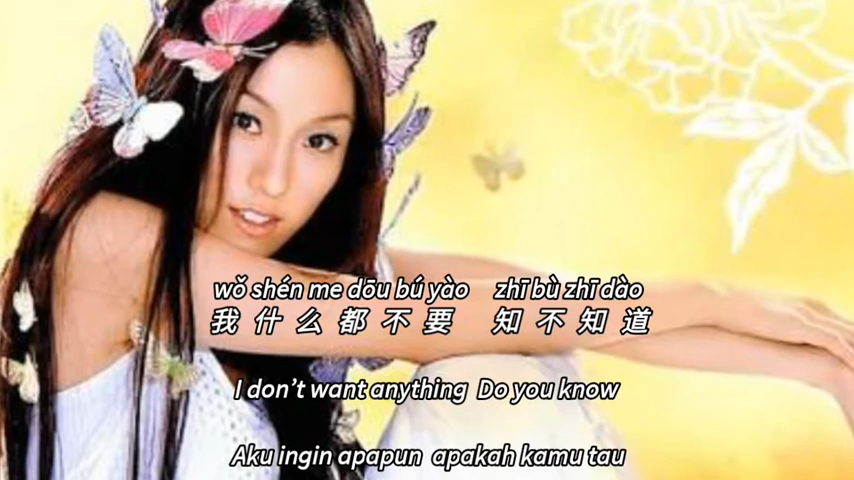 wǒ shén me dōu bú yào zhī bù zhī dào
我什么都不要 知不知道
I don't want anything Do you know
Aku ingin apapun apakah kamu tau